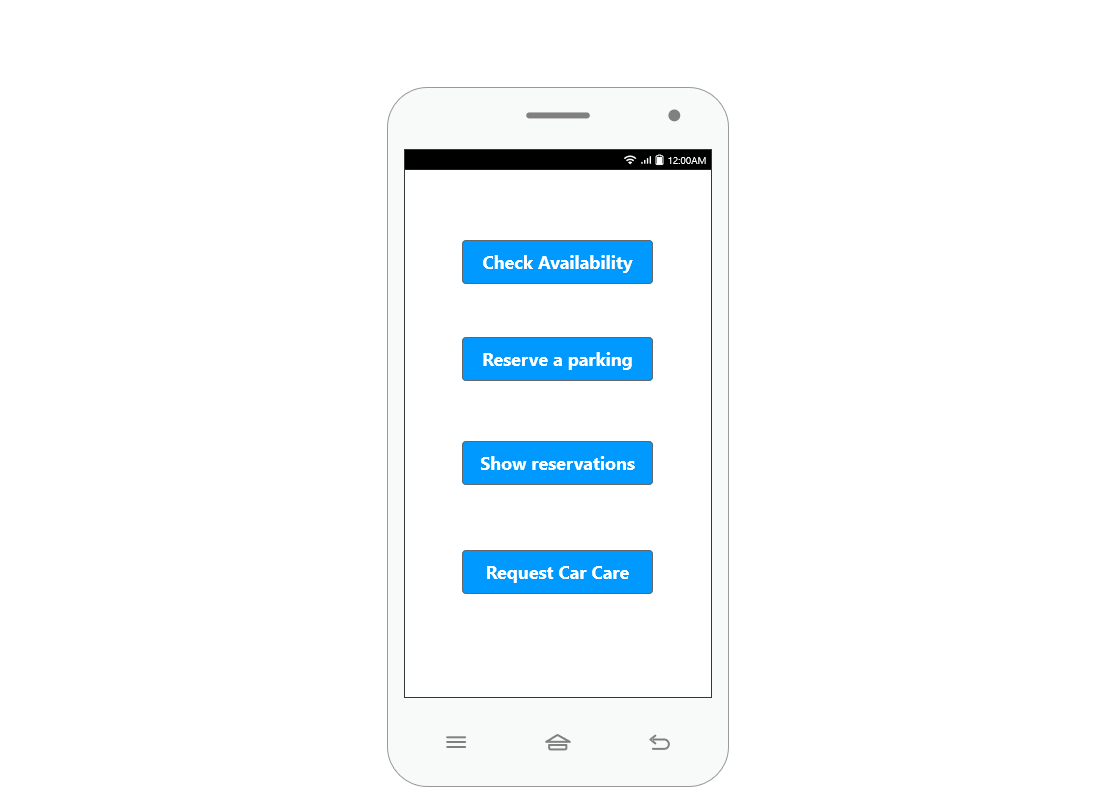 12:00AM
Check Availability
Reserve a parking
Show reservations
Request Car Care